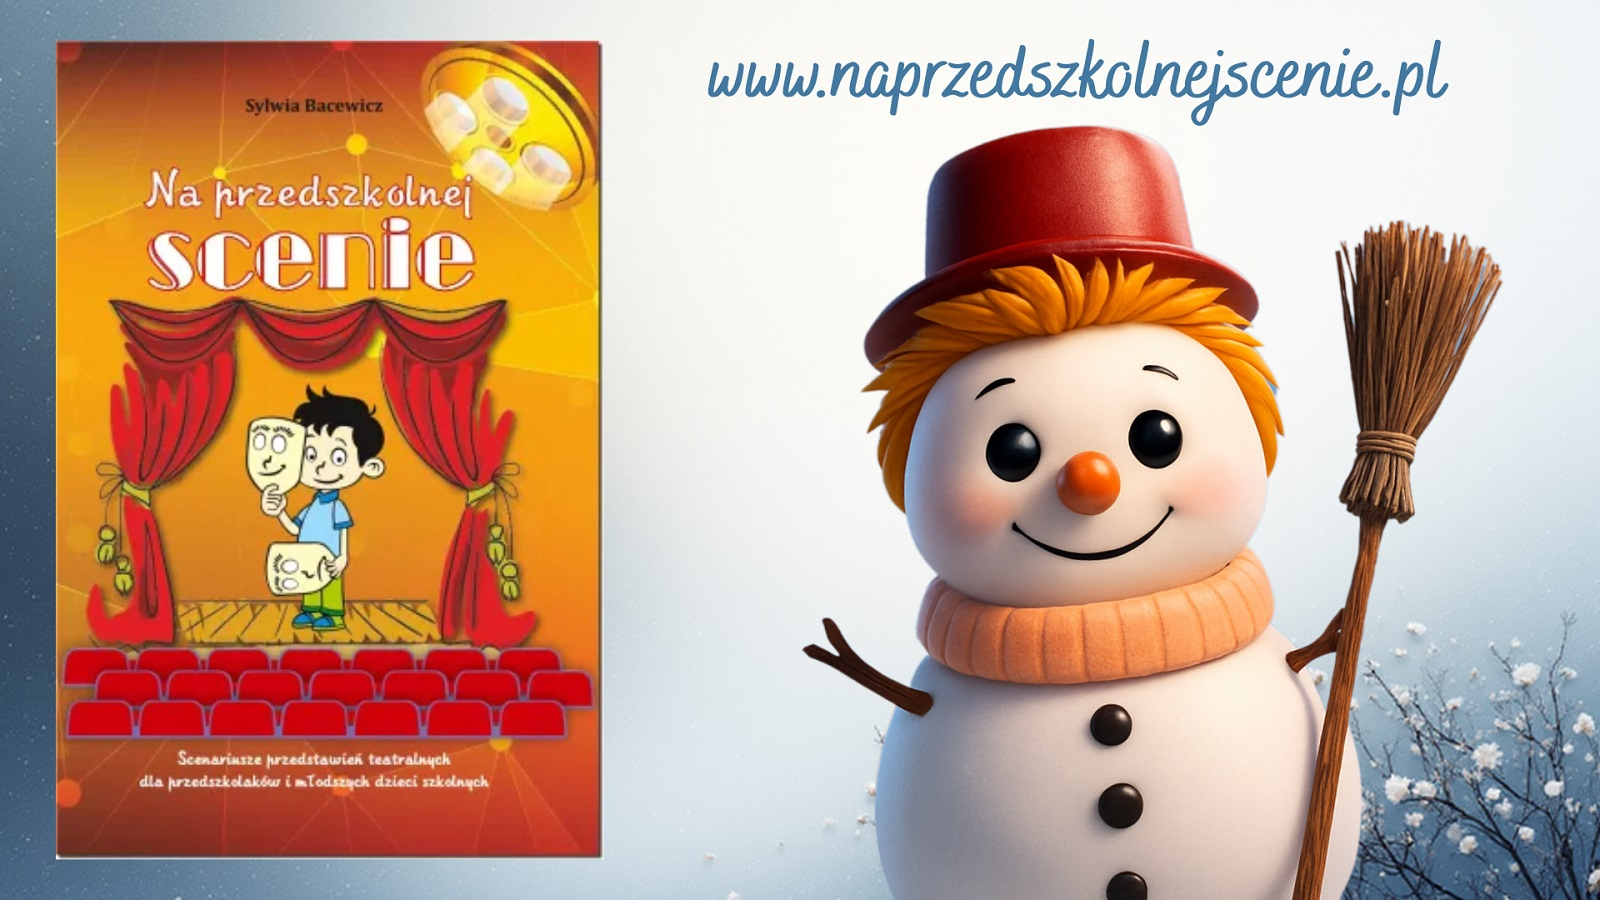 Sylwia Bacewicz
Na przedszkolnej
scenie
Scenariusze przedstawień teatralnych
dla przedszkolaków i młodszych dzieci szkolnych
www.naprzedszkolnejscenie.pl